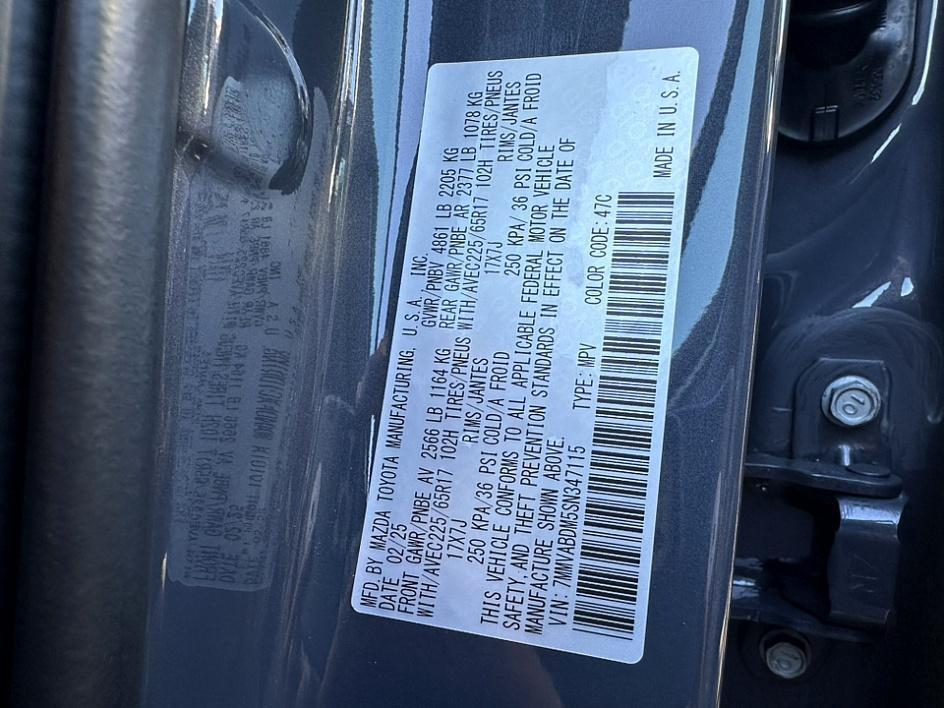 MFD. BY MAZDA TOYOTA MANUFACTURING, U. S. A., INC.
DATE 02/25 GVWR/PNBV 4861 LB 2205 KG
FRONT GAWR/PNBE AV 2566 LB 1164 KG REAR GAWR/PNBE AR 2377 LB 1078 KG
WITH/AVEC225/65R17 102H TIRES/PNEUS WITH/AVEC225/65R17 102H TIRES/PNEUS
17X7J RIMS/JANTES 17X7J RIMS/JANTES
250 KPA/36 PSI COLD/A FROID 250 KPA/36 PSI COLD/A FROID
THIS VEHICLE CONFORMS TO ALL APPLICABLE FEDERAL MOTOR VEHICLE
SAFETY, AND THEFT PREVENTION STANDARDS IN EFFECT ON THE DATE OF
MANUFACTURE SHOWN ABOVE.
VIN: 7MMVABDM5SN347115 TYPE: MPV COLOR CODE: 47C
MADE IN U. S. A.
10